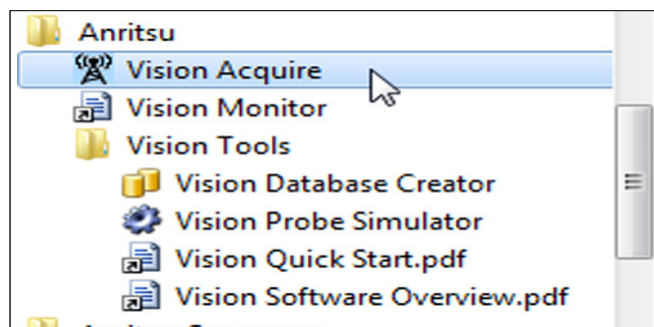 Anritsu
Vision Acquire
Vision Monitor
Vision Tools
Vision Database Creator
Vision Probe Simulator
Vision Quick Start.pdf
Vision Software Overview.pdf